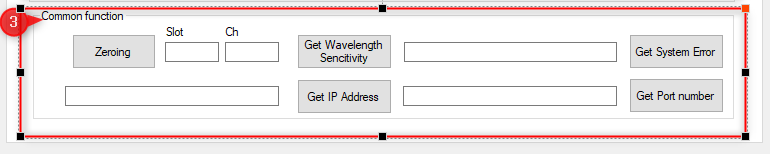 3
Common function
Slot
Ch
Zeroing
Get Wavelength
Sencitivity
Get System Error
Get IP Address
Get Port number